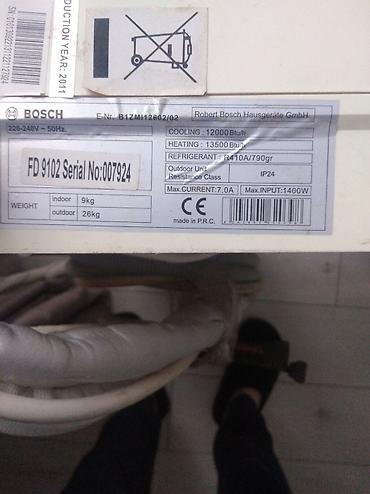 DUCTION YEAR: 2011
BOSCH
E-Nr. B1ZMI12602/02
Robert Bosch Hausgeräte GmbH
220-240V ~ 50Hz.
COOLING : 12000 Btu/h
HEATING : 13500 Btu/h
REFRIGERANT : R410A/790gr
FD 9102 Serial No:007924
Outdoor Unit
Resistance Class
IP24
Max.CURRENT:7.0A
Max.INPUT:1400W
WEIGHT
indoor
9kg
outdoor
26kg
CE
made in P.R.C.